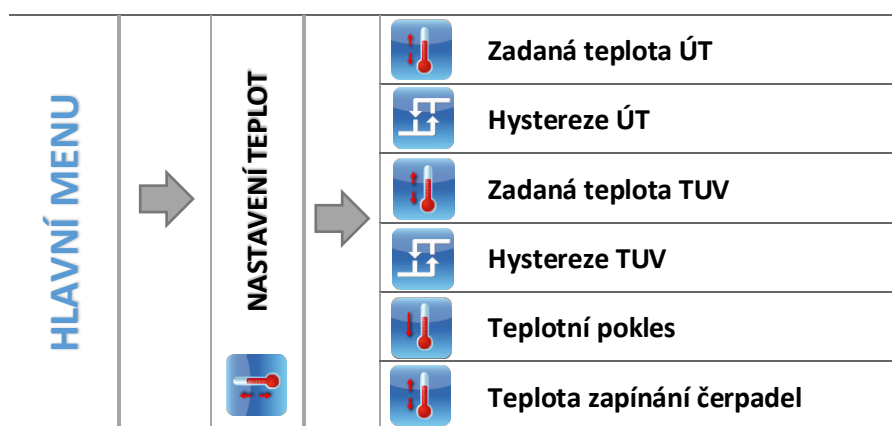 HLAVNÍ MENU
NASTAVENÍ TEPLOT
Zadaná teplota ÚT
Hystereze ÚT
Zadaná teplota TUV
Hystereze TUV
Teplotní pokles
Teplota zapínání čerpadel